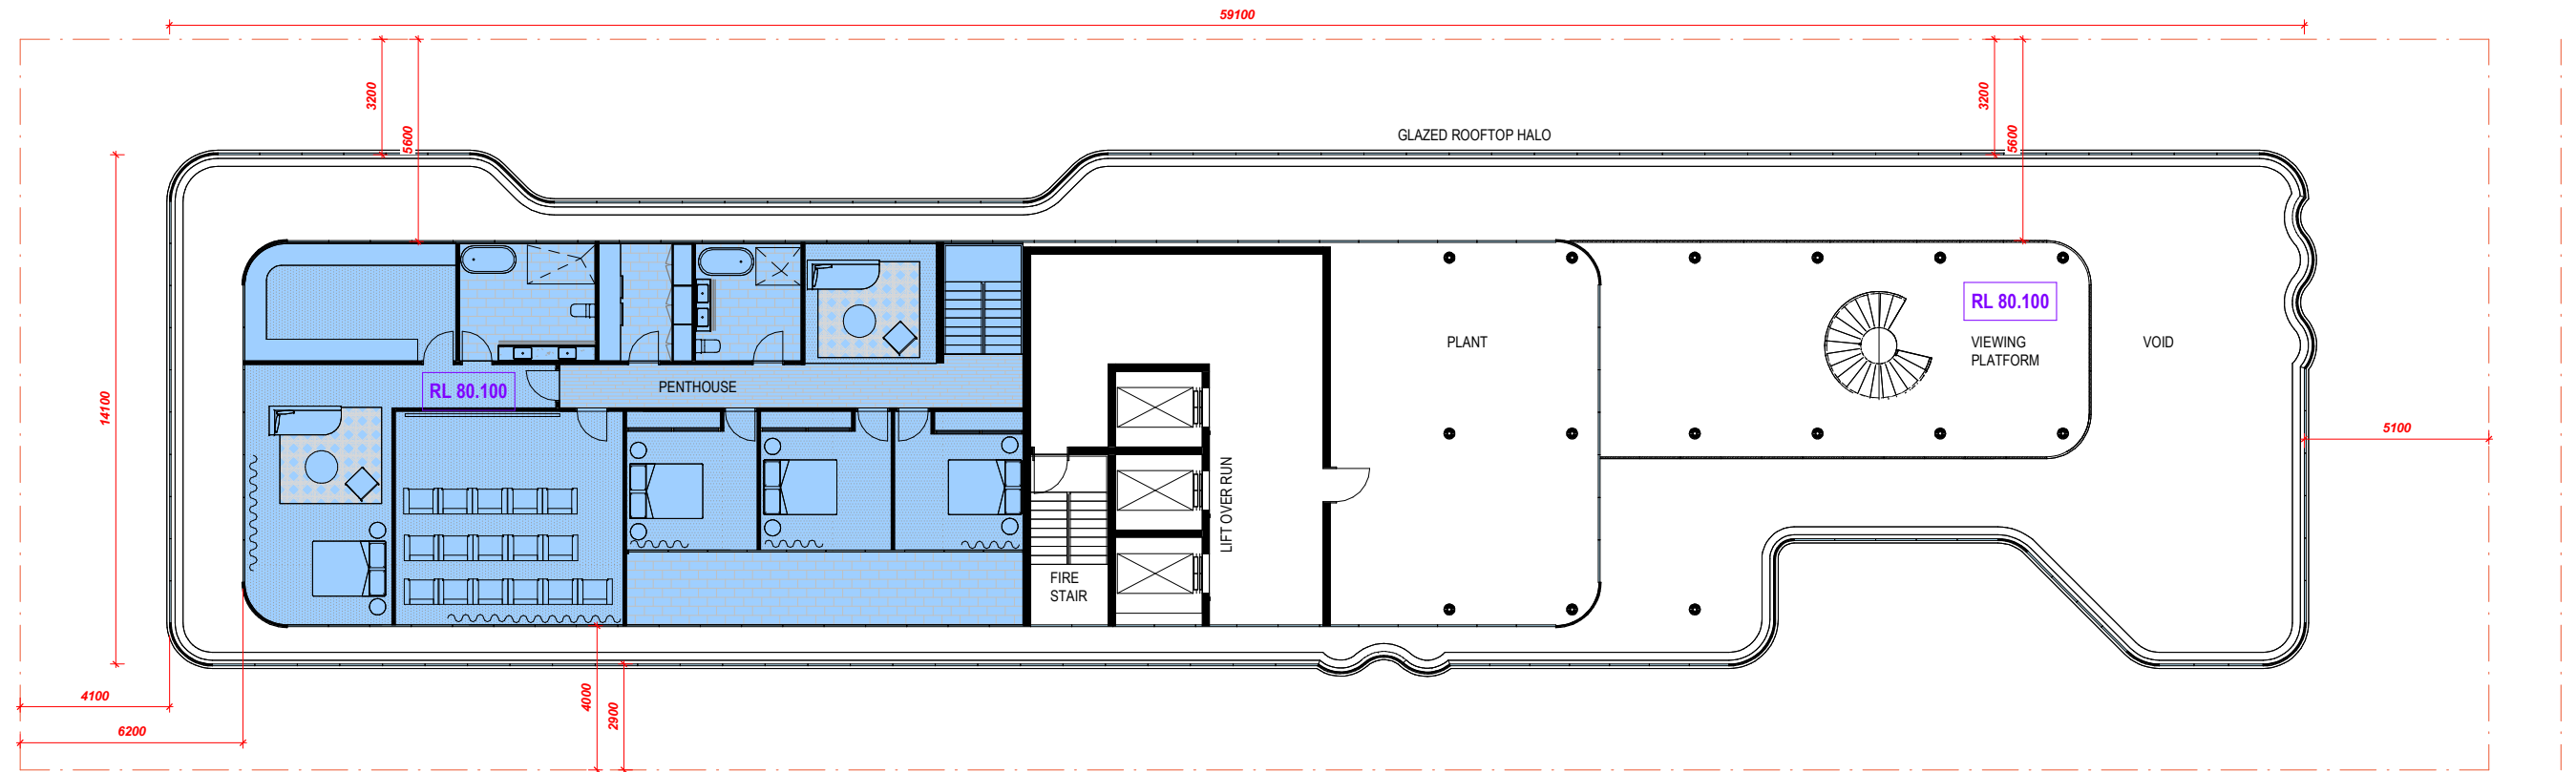 59100
3200
5600
3200
5600
GLAZED ROOFTOP HALO
RL 80.100
PLANT
VIEWING
PLATFORM
VOID
RL 80.100
PENTHOUSE
14100
5100
LIFT OVER RUN
FIRE
STAIR
4100
4000
2900
6200